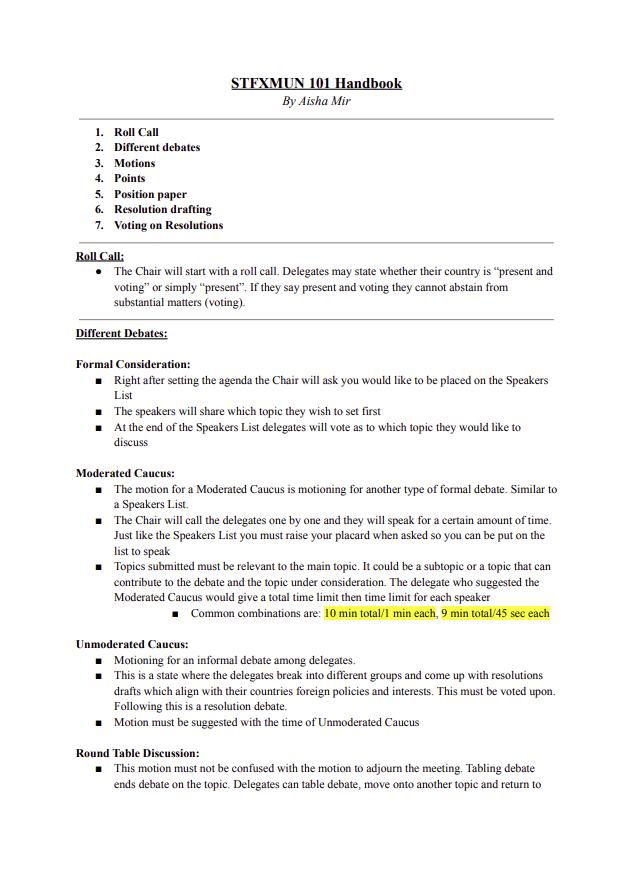 STFXMUN 101 Handbook
By Aisha Mir
1. Roll Call
2. Different debates
3. Motions
4. Points
5. Position paper
6. Resolution drafting
7. Voting on Resolutions
Roll Call:
● The Chair will start with a roll call. Delegates may state whether their country is “present and
voting” or simply “present”. If they say present and voting they cannot abstain from
substantial matters (voting).
Different Debates:
Formal Consideration:
■ Right after setting the agenda the Chair will ask you would like to be placed on the Speakers
List
■ The speakers will share which topic they wish to set first
■ At the end of the Speakers List delegates will vote as to which topic they would like to
discuss
Moderated Caucus:
■ The motion for a Moderated Caucus is motioning for another type of formal debate. Similar to
a Speakers List.
■ The Chair will call the delegates one by one and they will speak for a certain amount of time.
Just like the Speakers List you must raise your placard when asked so you can be put on the
list to speak
■ Topics submitted must be relevant to the main topic. It could be a subtopic or a topic that can
contribute to the debate and the topic under consideration. The delegate who suggested the
Moderated Caucus would give a total time limit then time limit for each speaker
■ Common combinations are: 10 min total/1 min each, 9 min total/45 sec each
Unmoderated Caucus:
■ Motioning for an informal debate among delegates.
■ This is a state where the delegates break into different groups and come up with resolutions
drafts which align with their countries foreign policies and interests. This must be voted upon.
Following this is a resolution debate.
■ Motion must be suggested with the time of Unmoderated Caucus
Round Table Discussion:
■ This motion must not be confused with the motion to adjourn the meeting. Tabling debate
ends debate on the topic. Delegates can table debate, move onto another topic and return to